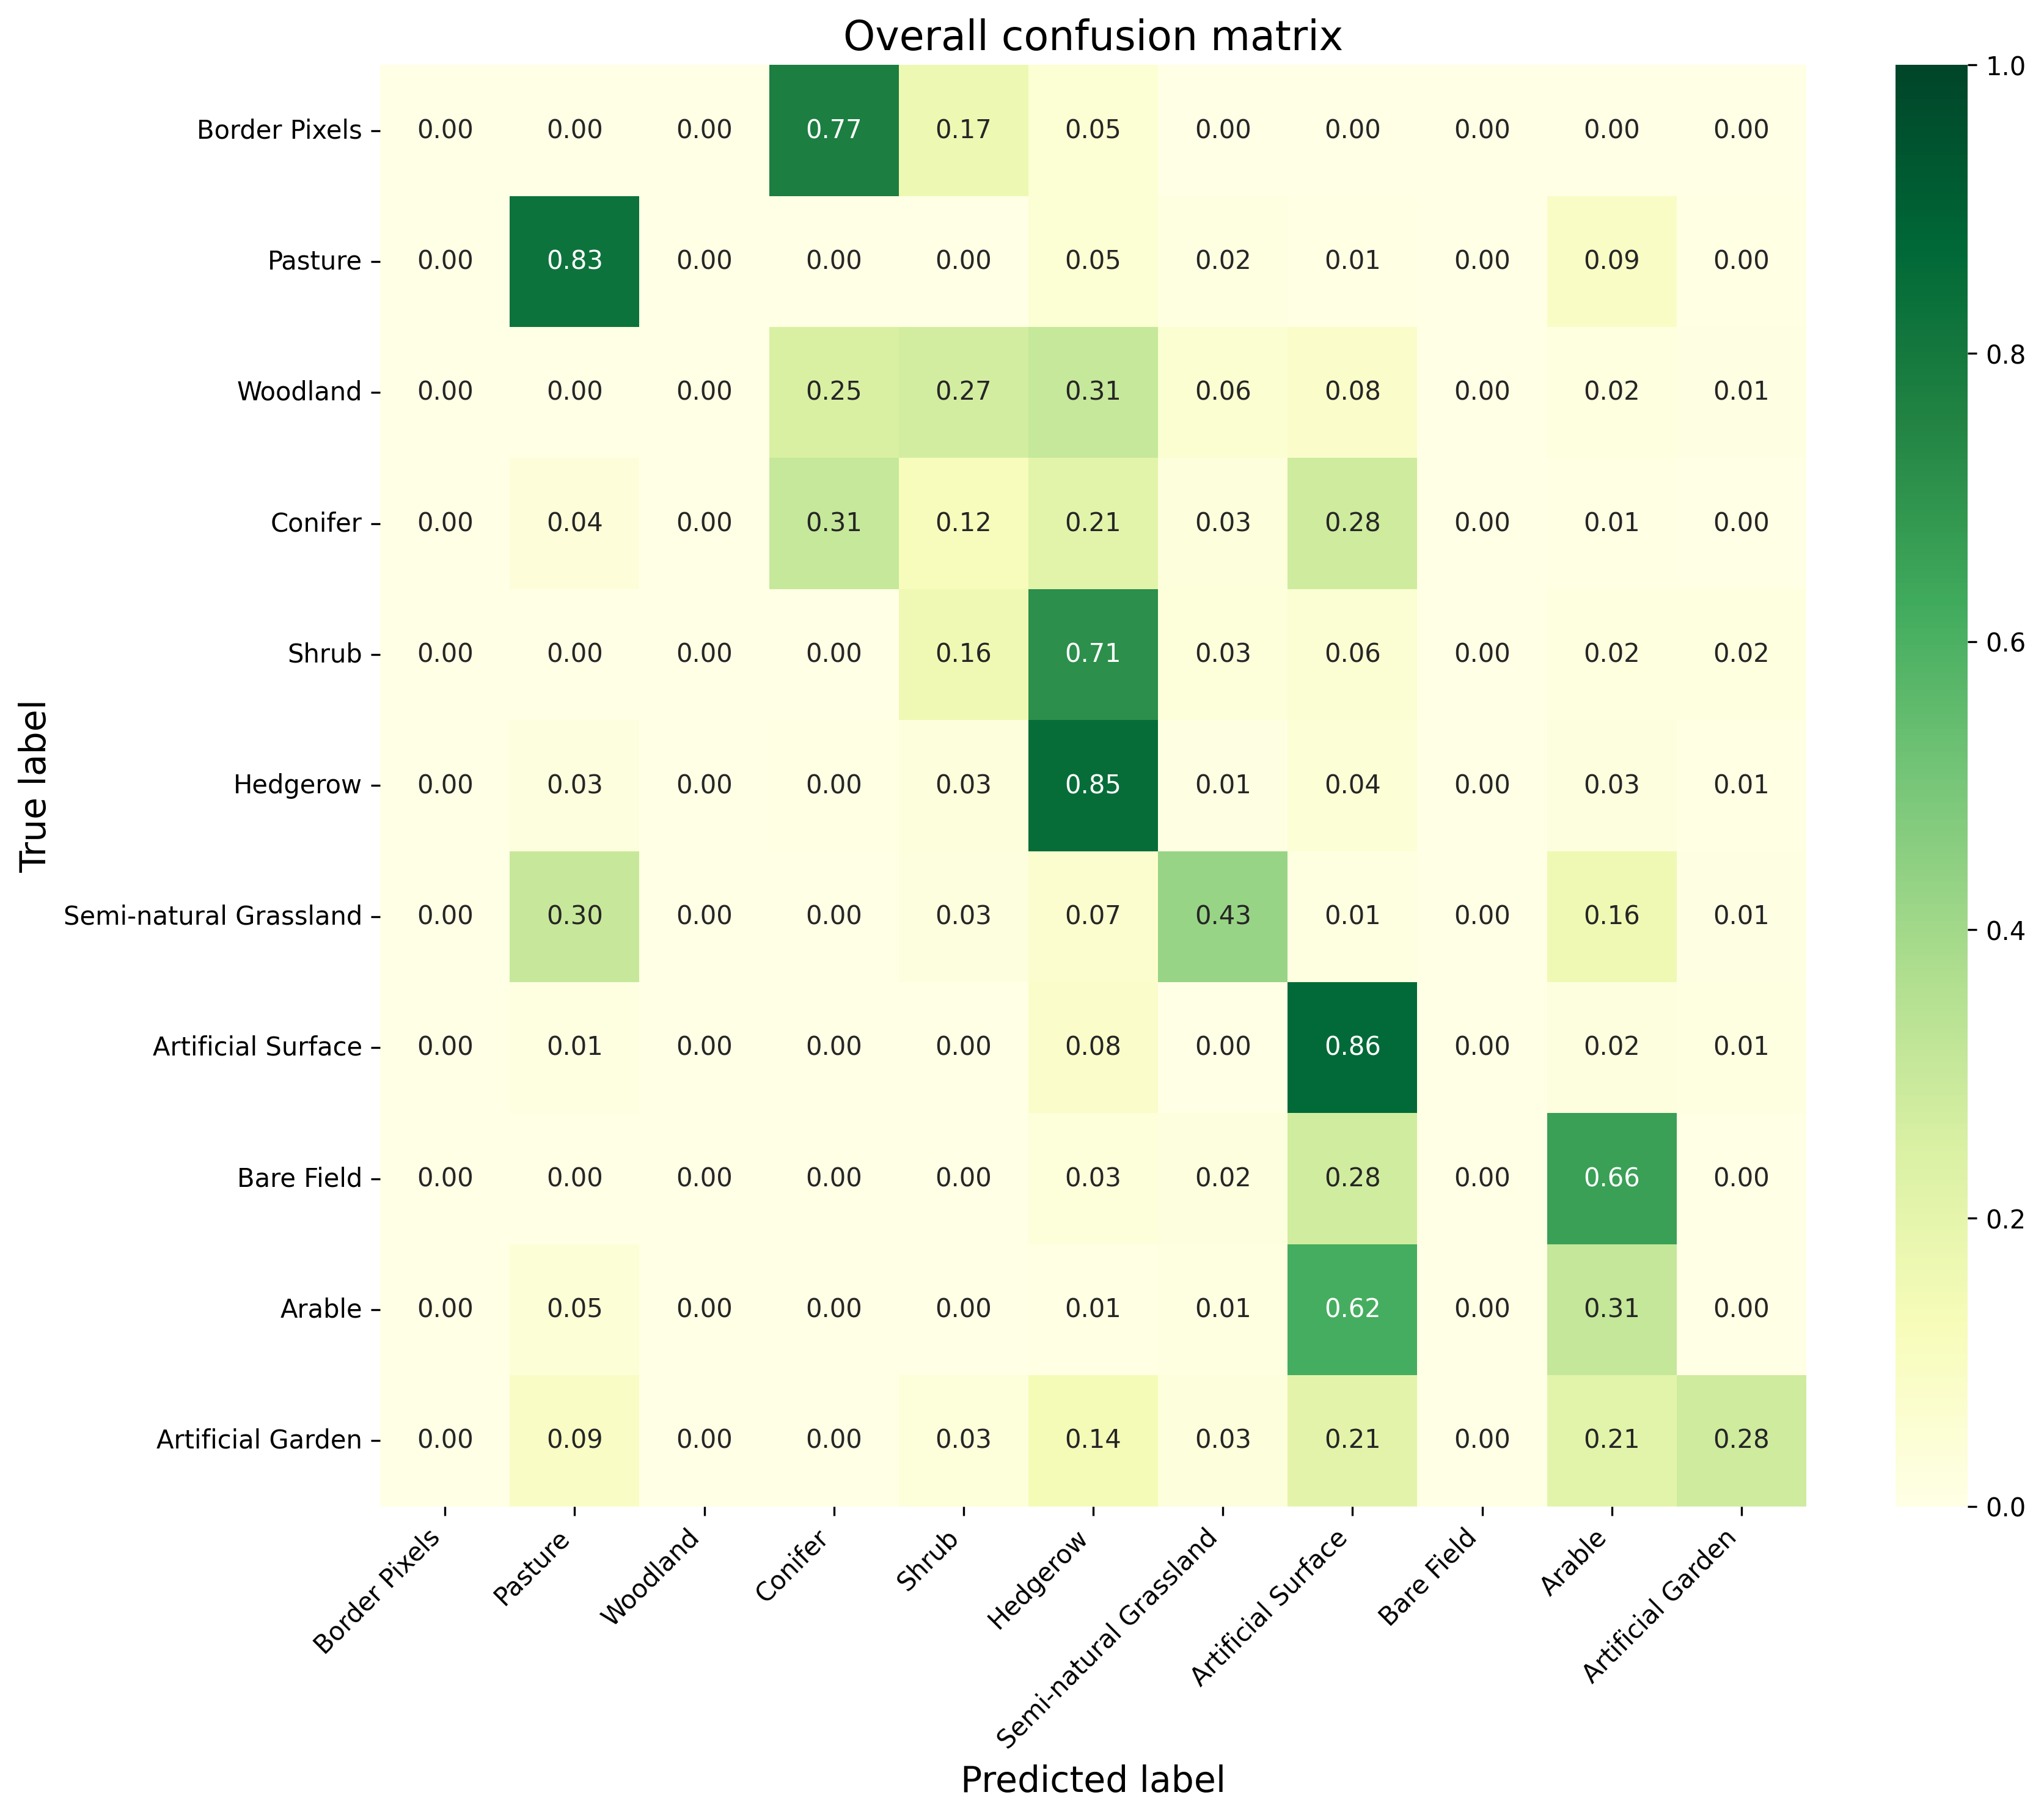 Overall confusion matrix
1.0
Border Pixels 0.00 0.00 0.00 0.77 0.17 0.05 0.00 0.00 0.00 0.00 0.00
Pasture 0.00 0.83 0.00 0.00 0.00 0.05 0.02 0.01 0.00 0.09 0.00
0.8
Woodland 0.00 0.00 0.00 0.25 0.27 0.31 0.06 0.08 0.00 0.02 0.01
Conifer 0.00 0.04 0.00 0.31 0.12 0.21 0.03 0.28 0.00 0.01 0.00
0.6
Shrub 0.00 0.00 0.00 0.00 0.16 0.71 0.03 0.06 0.00 0.02 0.02
True label
Hedgerow 0.00 0.03 0.00 0.00 0.03 0.85 0.01 0.04 0.00 0.03 0.01
Semi-natural Grassland 0.00 0.30 0.00 0.00 0.03 0.07 0.43 0.01 0.00 0.16 0.01
0.4
Artificial Surface 0.00 0.01 0.00 0.00 0.00 0.08 0.00 0.86 0.00 0.02 0.01
Bare Field 0.00 0.00 0.00 0.00 0.00 0.03 0.02 0.28 0.00 0.66 0.00
0.2
Arable 0.00 0.05 0.00 0.00 0.00 0.01 0.01 0.62 0.00 0.31 0.00
Artificial Garden 0.00 0.09 0.00 0.00 0.03 0.14 0.03 0.21 0.00 0.21 0.28
0.0
Border Pixels
Pasture
Woodland
Conifer
Shrub
Hedgerow
Semi-natural Grassland
Artificial Surface
Bare Field
Arable
Artificial Garden
Predicted label